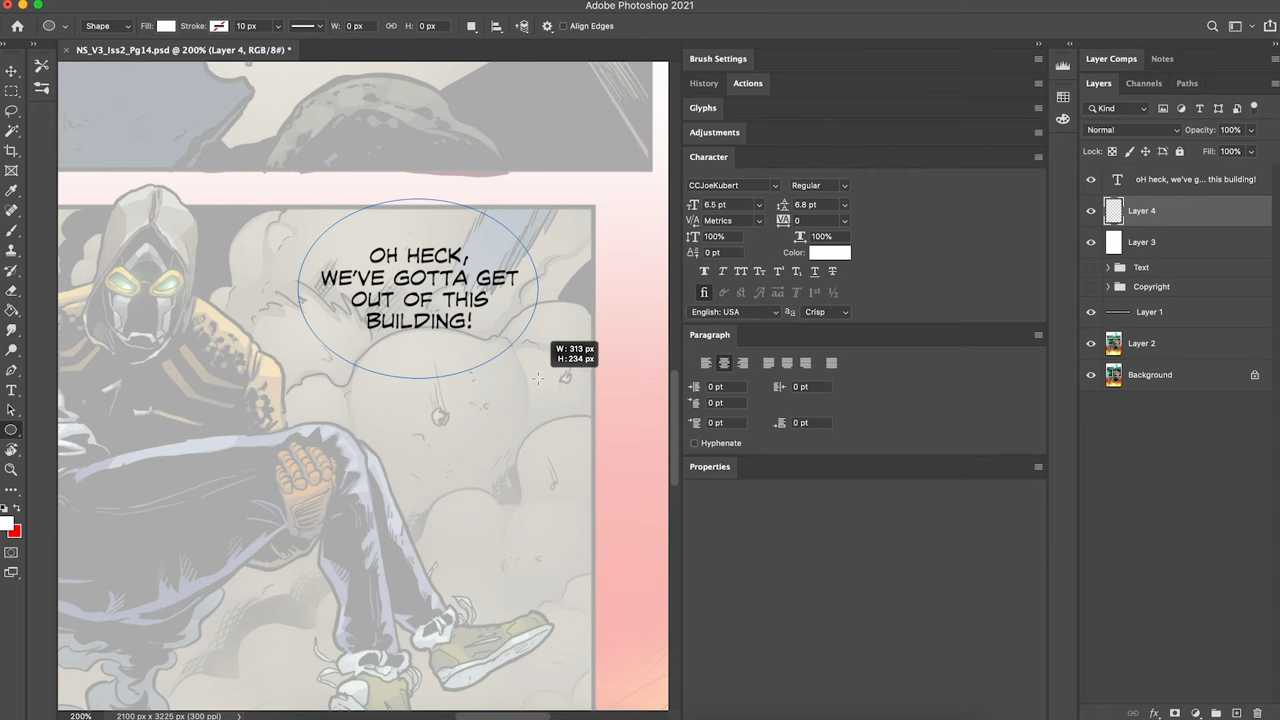 Adobe Photoshop 2021
Shape Fill: Stroke: 10 px W: 0 px H: 0 px Align Edges
× NS_V3_Iss2_Pg14.psd @ 200% (Layer 4, RGB/8#) *
OH HECK,
WE'VE GOTTA GET
OUT OF THIS
BUILDING!
W: 313 px
H: 234 px
200% 2100 px x 3225 px (300 ppi)
Brush Settings
History Actions
Glyphs
Adjustments
Character
CCJoeKubert Regular
6.5 pt 6.8 pt
Metrics 0
100% 100%
0 pt Color:
English: USA Crisp
Paragraph
0 pt 0 pt
0 pt
0 pt 0 pt
Hyphenate
Properties
Layer Comps Notes
Layers Channels Paths
Kind
Normal Opacity: 100%
Lock: Fill: 100%
oH heck, we've g... this building!
Layer 4
Layer 3
Text
Copyright
Layer 1
Layer 2
Background